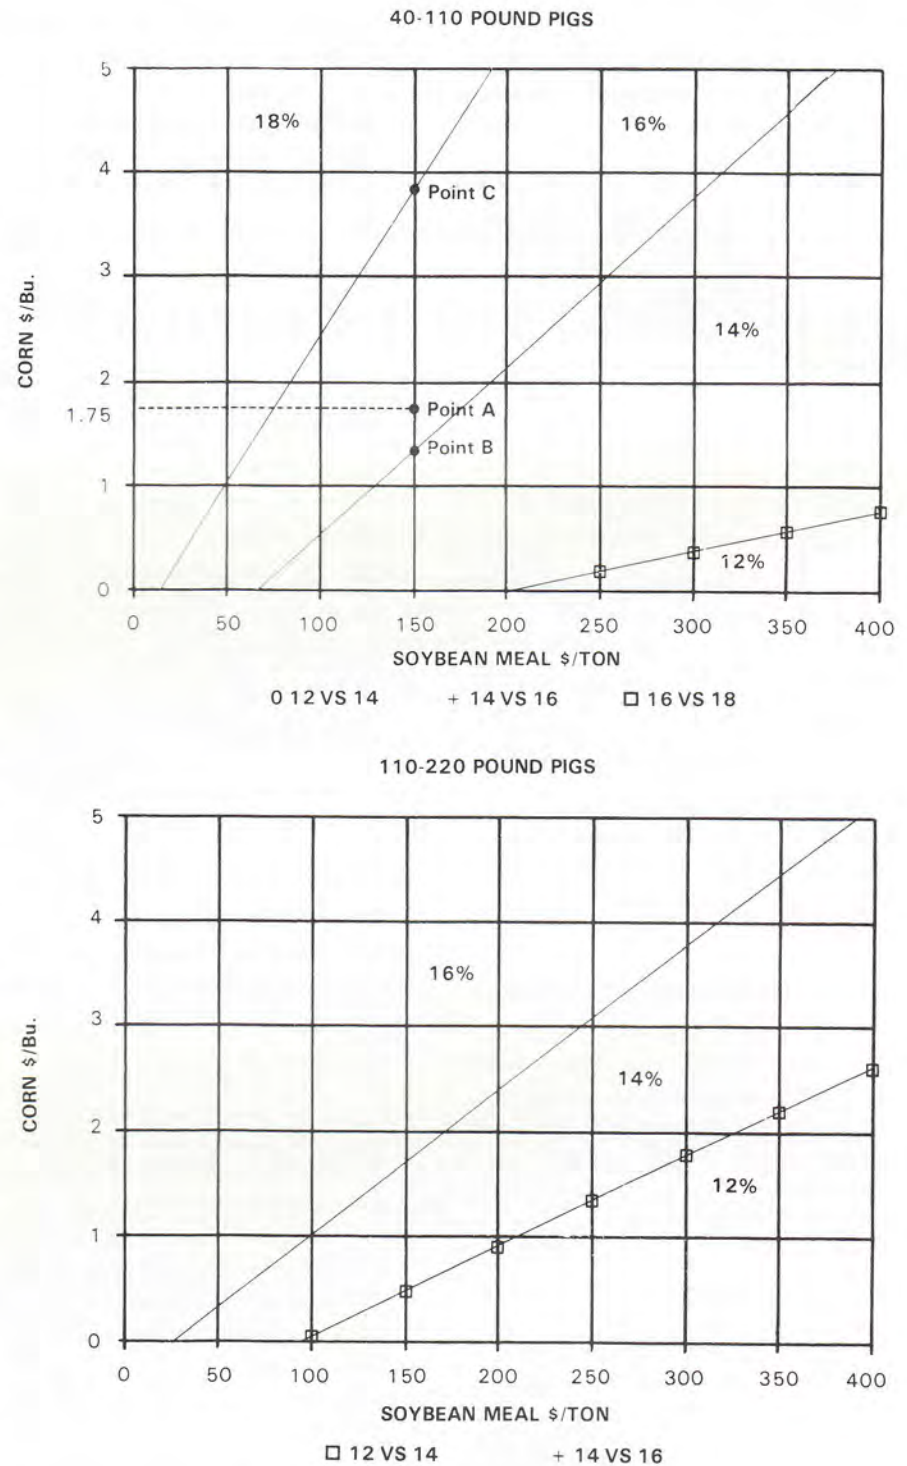 40-110 POUND PIGS
5
18%
16%
4
Point C
3
CORN $/Bu.
14%
2
1.75
Point A
Point B
1
12%
0
0 50 100 150 200 250 300 350 400
SOYBEAN MEAL $/TON
0 12 VS 14 + 14 VS 16 □ 16 VS 18
110-220 POUND PIGS
5
4
16%
3
CORN $/Bu.
14%
2
12%
1
0
0 50 100 150 200 250 300 350 400
SOYBEAN MEAL $/TON
□ 12 VS 14 + 14 VS 16